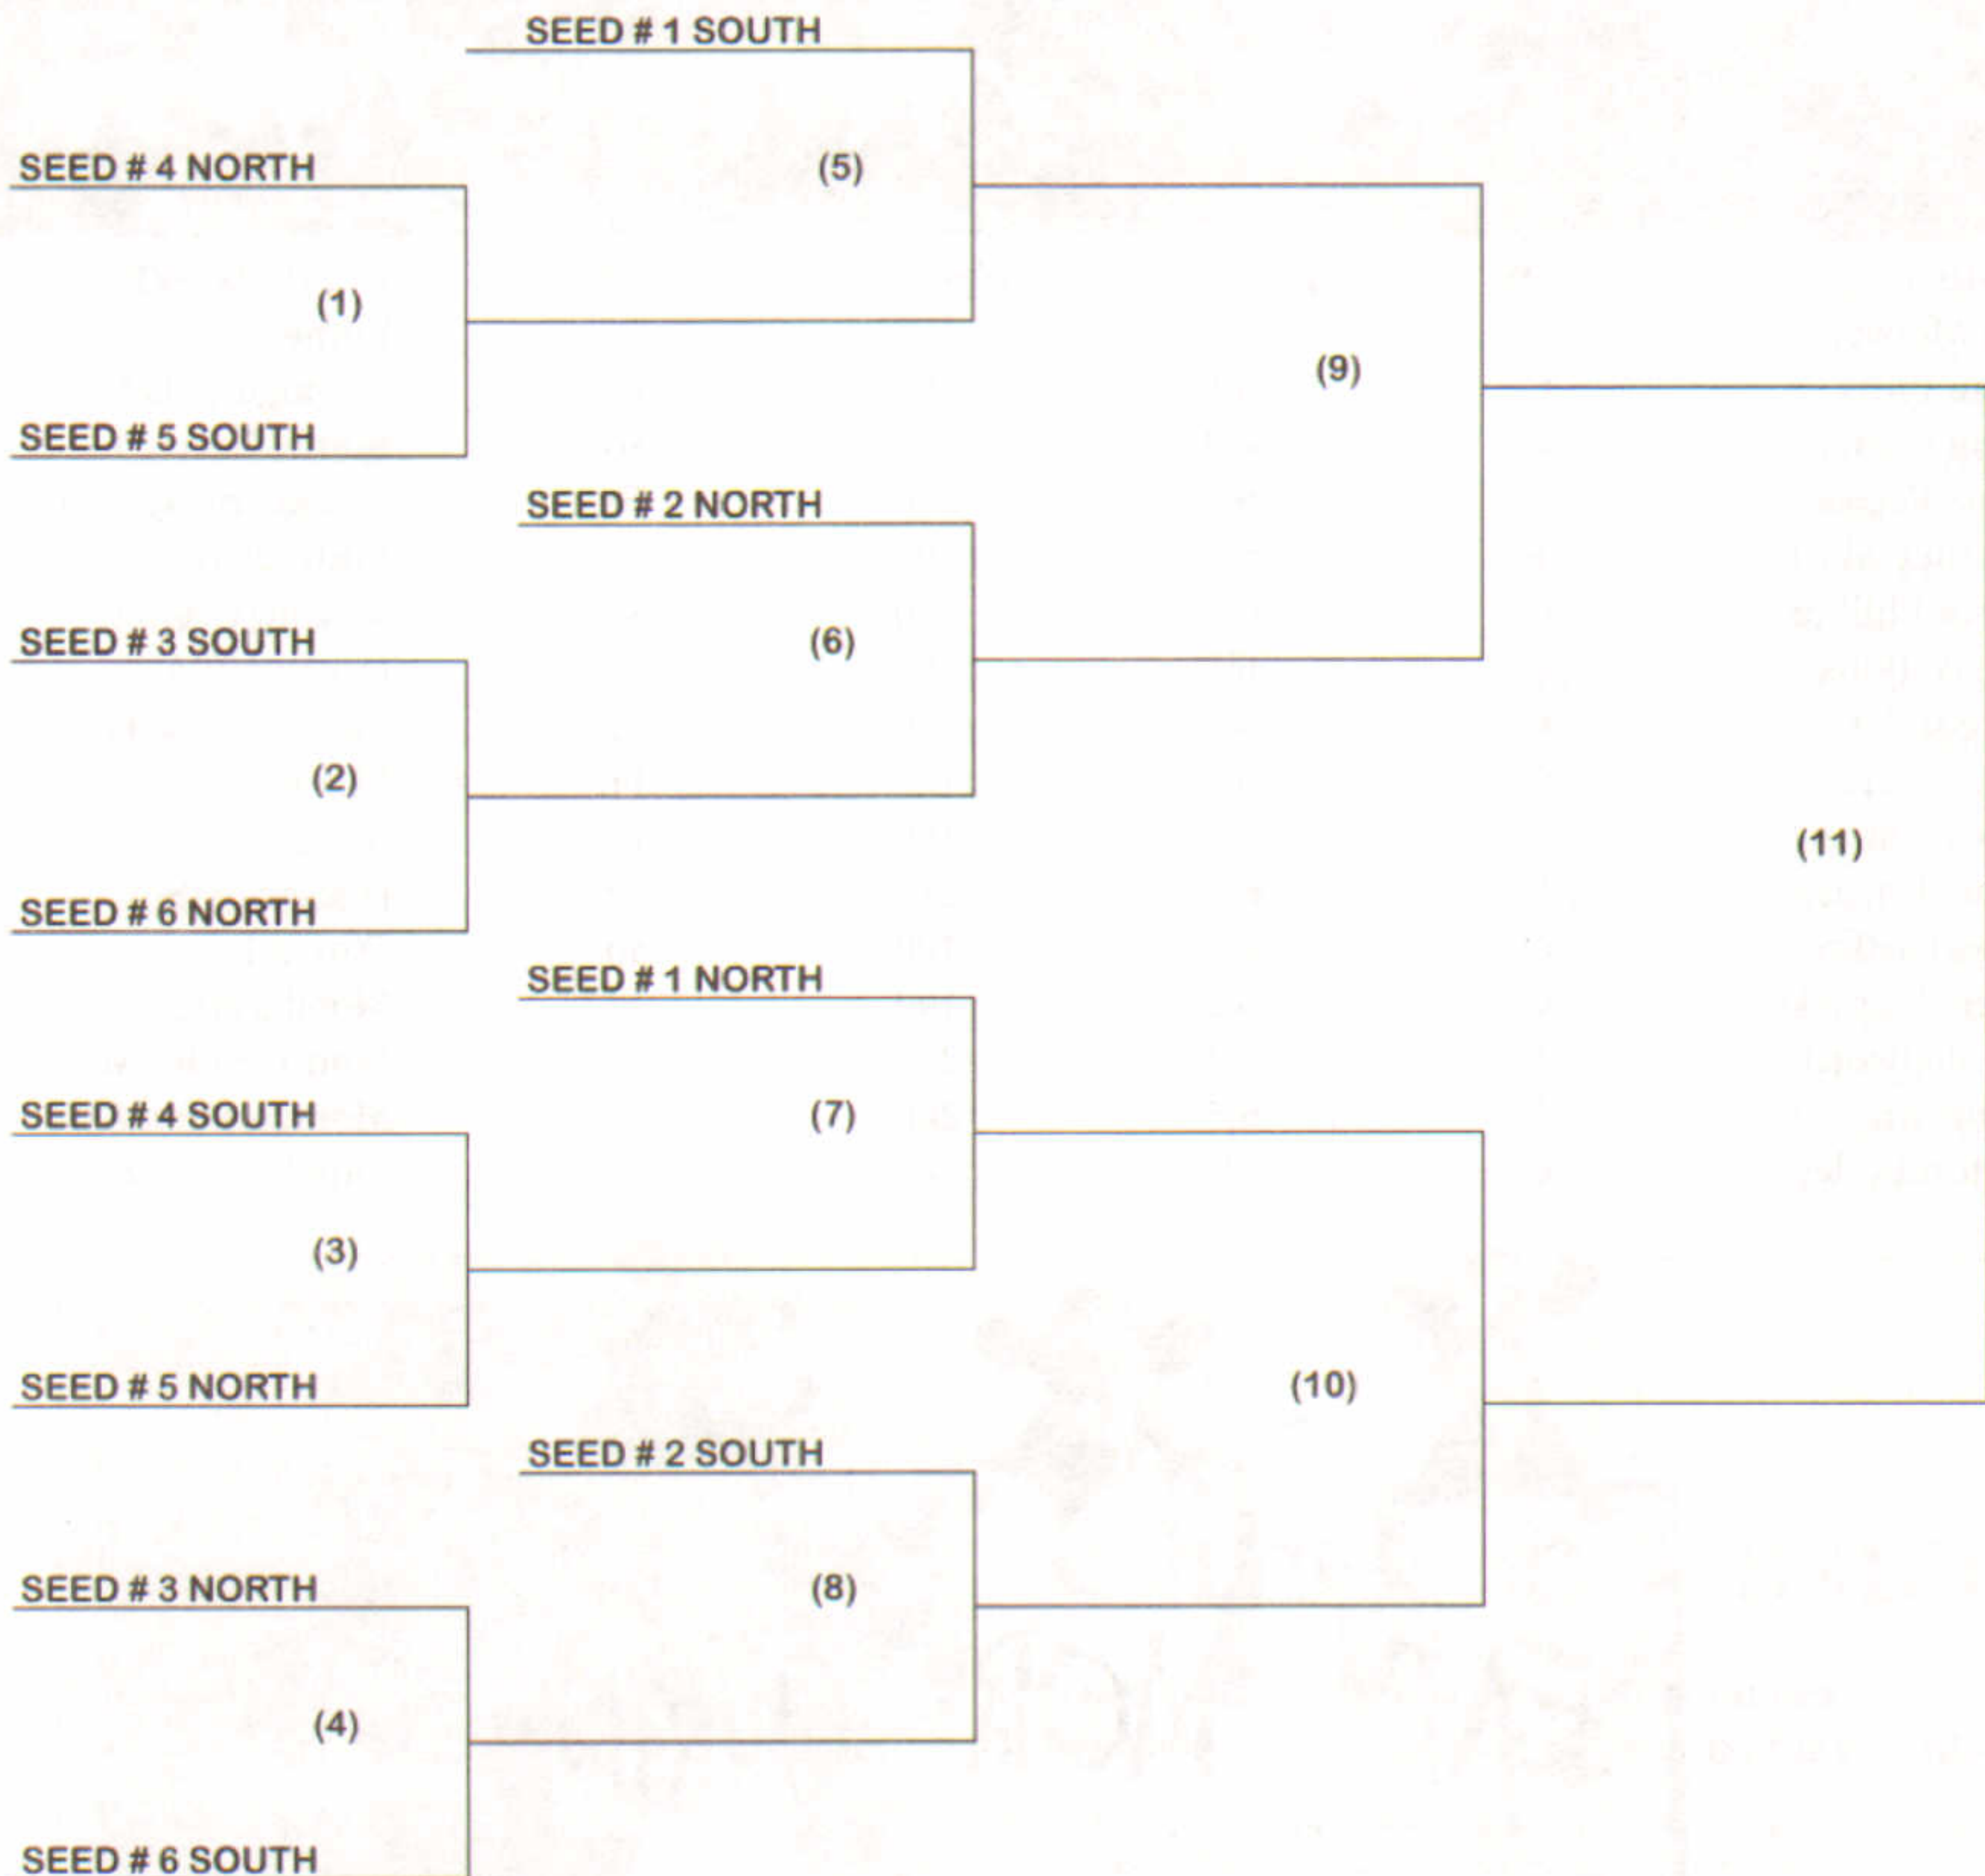 SEED # 1 SOUTH
SEED # 4 NORTH
(5)
(1)
(9)
SEED # 5 SOUTH
SEED # 2 NORTH
SEED # 3 SOUTH
(6)
(2)
(11)
SEED # 6 NORTH
SEED # 1 NORTH
SEED # 4 SOUTH
(7)
(3)
SEED # 5 NORTH
(10)
SEED # 2 SOUTH
SEED # 3 NORTH
(8)
(4)
SEED # 6 SOUTH